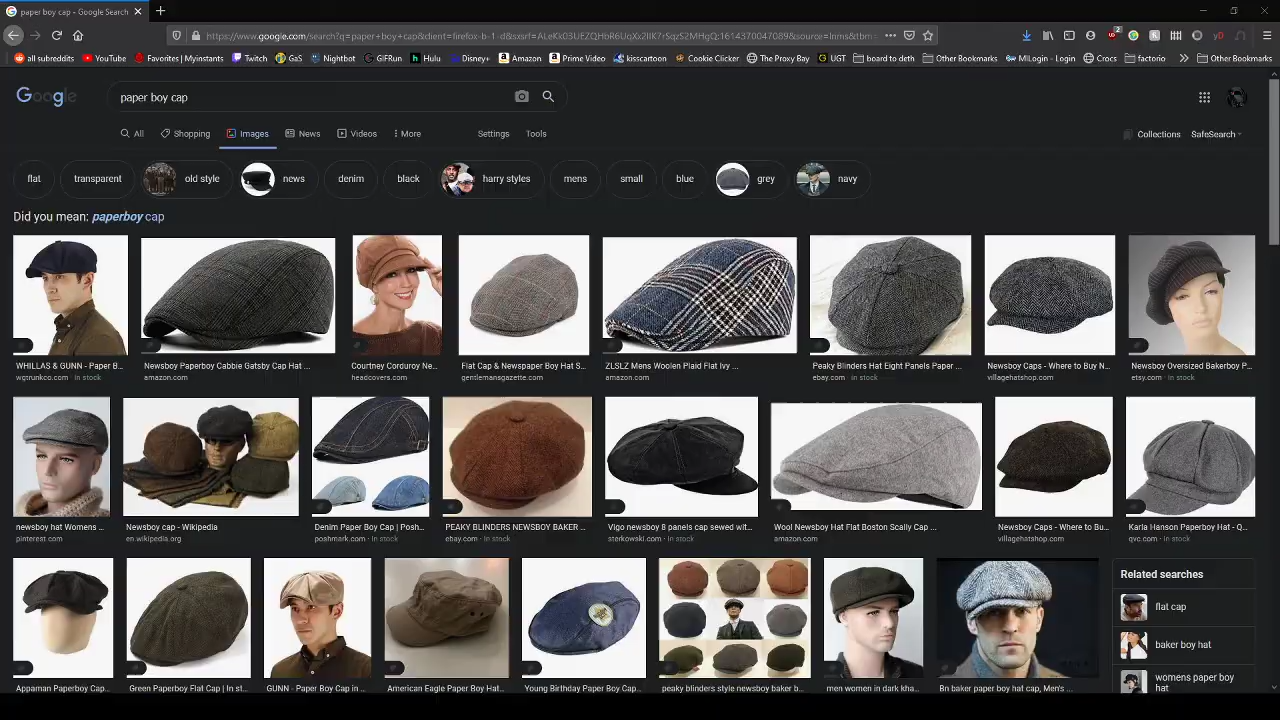 paper boy cap - Google Search
https://www.google.com/search?q=paper+boy+cap&client=firefox-b-1-d&sxsrf=
all subreddits
YouTube
Favorites | MyInstants
Twitch
GaS
Nightbot
GIFRun
Hulu
Disney+
Amazon
Prime Video
kisscartoon
Cookie Clicker
The Proxy Bay
UGT
board to deth
Other Bookmarks
MiLogin - Login
Crocs
factorio
Other Bookmarks
Google
paper boy cap
All
Shopping
Images
News
Videos
More
Settings
Tools
Collections
SafeSearch
flat
transparent
old style
news
denim
black
harry styles
mens
small
blue
grey
navy
Did you mean: paperboy cap
WHILLAS & GUNN - Paper B...
wgtrunkco.com · In stock
Newsboy Paperboy Cabbie Gatsby Cap Hat ...
amazon.com
Courtney Corduroy Ne...
headcovers.com
Flat Cap & Newspaper Boy Hat S...
gentlemansgazette.com
ZLSLZ Mens Woolen Plaid Flat Ivy ...
amazon.com
Peaky Blinders Hat Eight Panels Paper ...
ebay.com · In stock
Newsboy Caps - Where to Buy N...
villagehatshop.com
Newsboy Oversized Bakerboy P...
etsy.com · In stock
newsboy hat Womens ...
pinterest.com
Newsboy cap - Wikipedia
en.wikipedia.org
Denim Paper Boy Cap | Posh...
poshmark.com · In stock
PEAKY BLINDERS NEWSBOY BAKER ...
ebay.com · In stock
Vigo newsboy 8 panels cap sewed wit...
sterkowski.com · In stock
Wool Newsboy Hat Flat Boston Scally Cap ...
amazon.com
Newsboy Caps - Where to Bu...
villagehatshop.com
Karla Hanson Paperboy Hat - Q...
qvc.com · In stock
Related searches
flat cap
baker boy hat
womens paper boy
hat
Appaman Paperboy Cap...
Green Paperboy Flat Cap | In st...
GUNN - Paper Boy Cap in ...
American Eagle Paper Boy Hat...
Young Birthday Paper Boy Cap...
peaky blinders style newsboy baker b...
men women in dark kha...
Bn baker paper boy hat cap, Men's ...